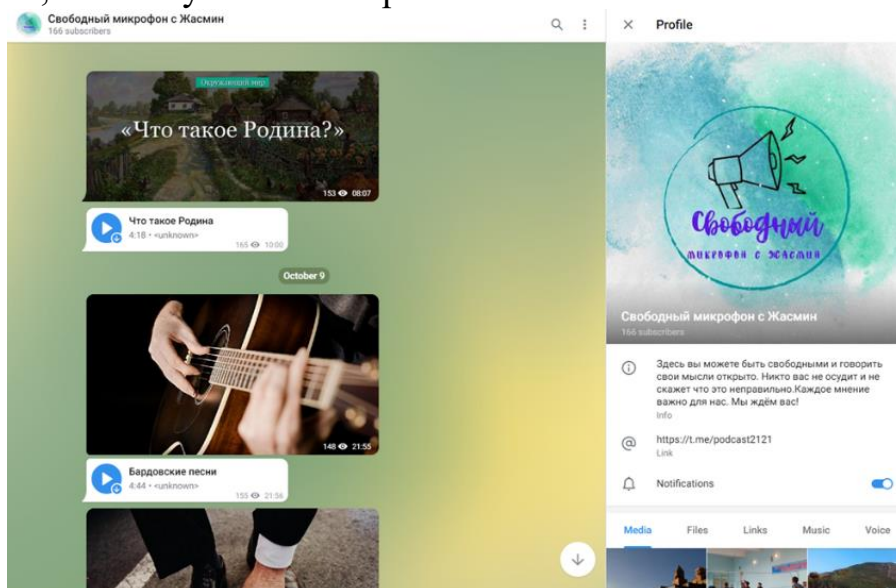 Свободный микрофон с Жасмин
166 subscribers
Окружающий мир
«Что такое Родина?»
153 08:07
Что такое Родина
4:18 • <unknown>
165 10:00
October 9
148 21:55
Бардовские песни
4:44 • <unknown>
155 21:56
Profile
Свободный
микрофон с Жасмин
Свободный микрофон с Жасмин
166 subscribers
Здесь вы можете быть свободными и говорить
свои мысли открыто. Никто вас не осудит и не
скажет что это неправильно.Каждое мнение
важно для нас. Мы ждём вас!
Info
https://t.me/podcast2121
Link
Notifications
Media Files Links Music Voice